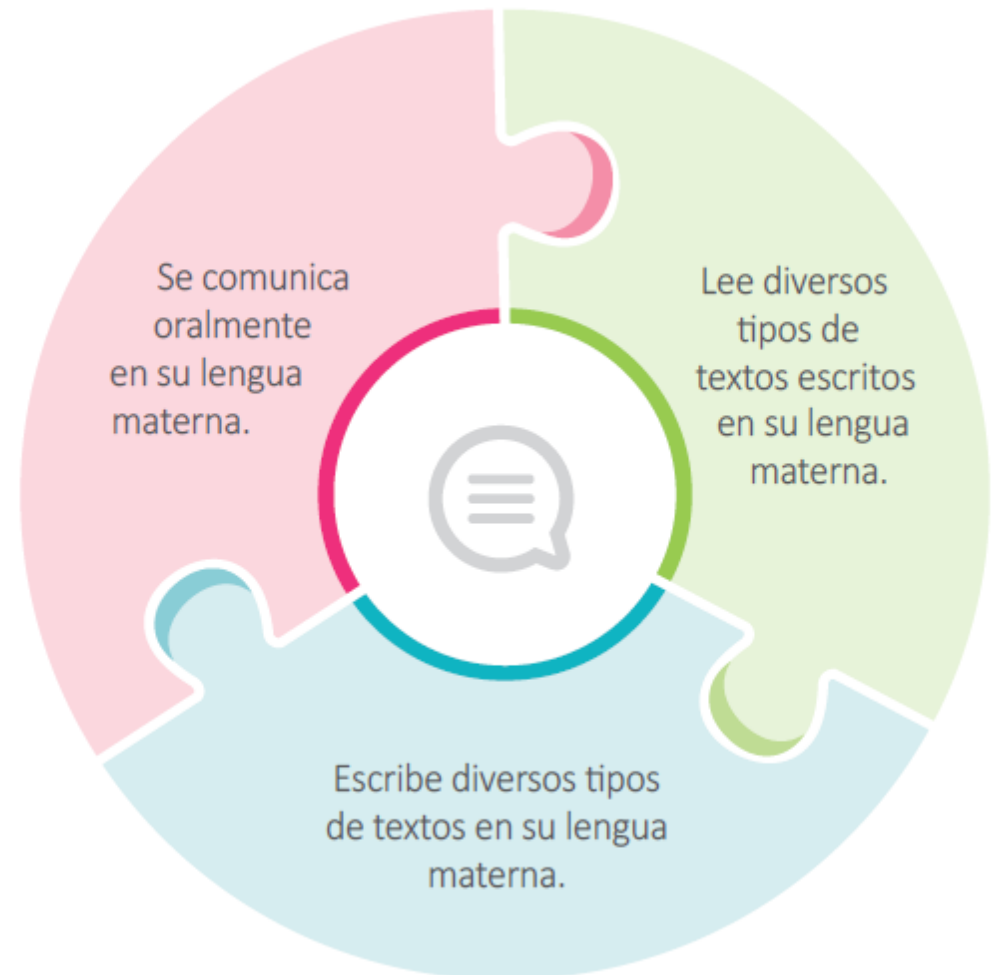 Se comunica
oralmente
en su lengua
materna.
Lee diversos
tipos de
textos escritos
en su lengua
materna.
Escribe diversos tipos
de textos en su lengua
materna.